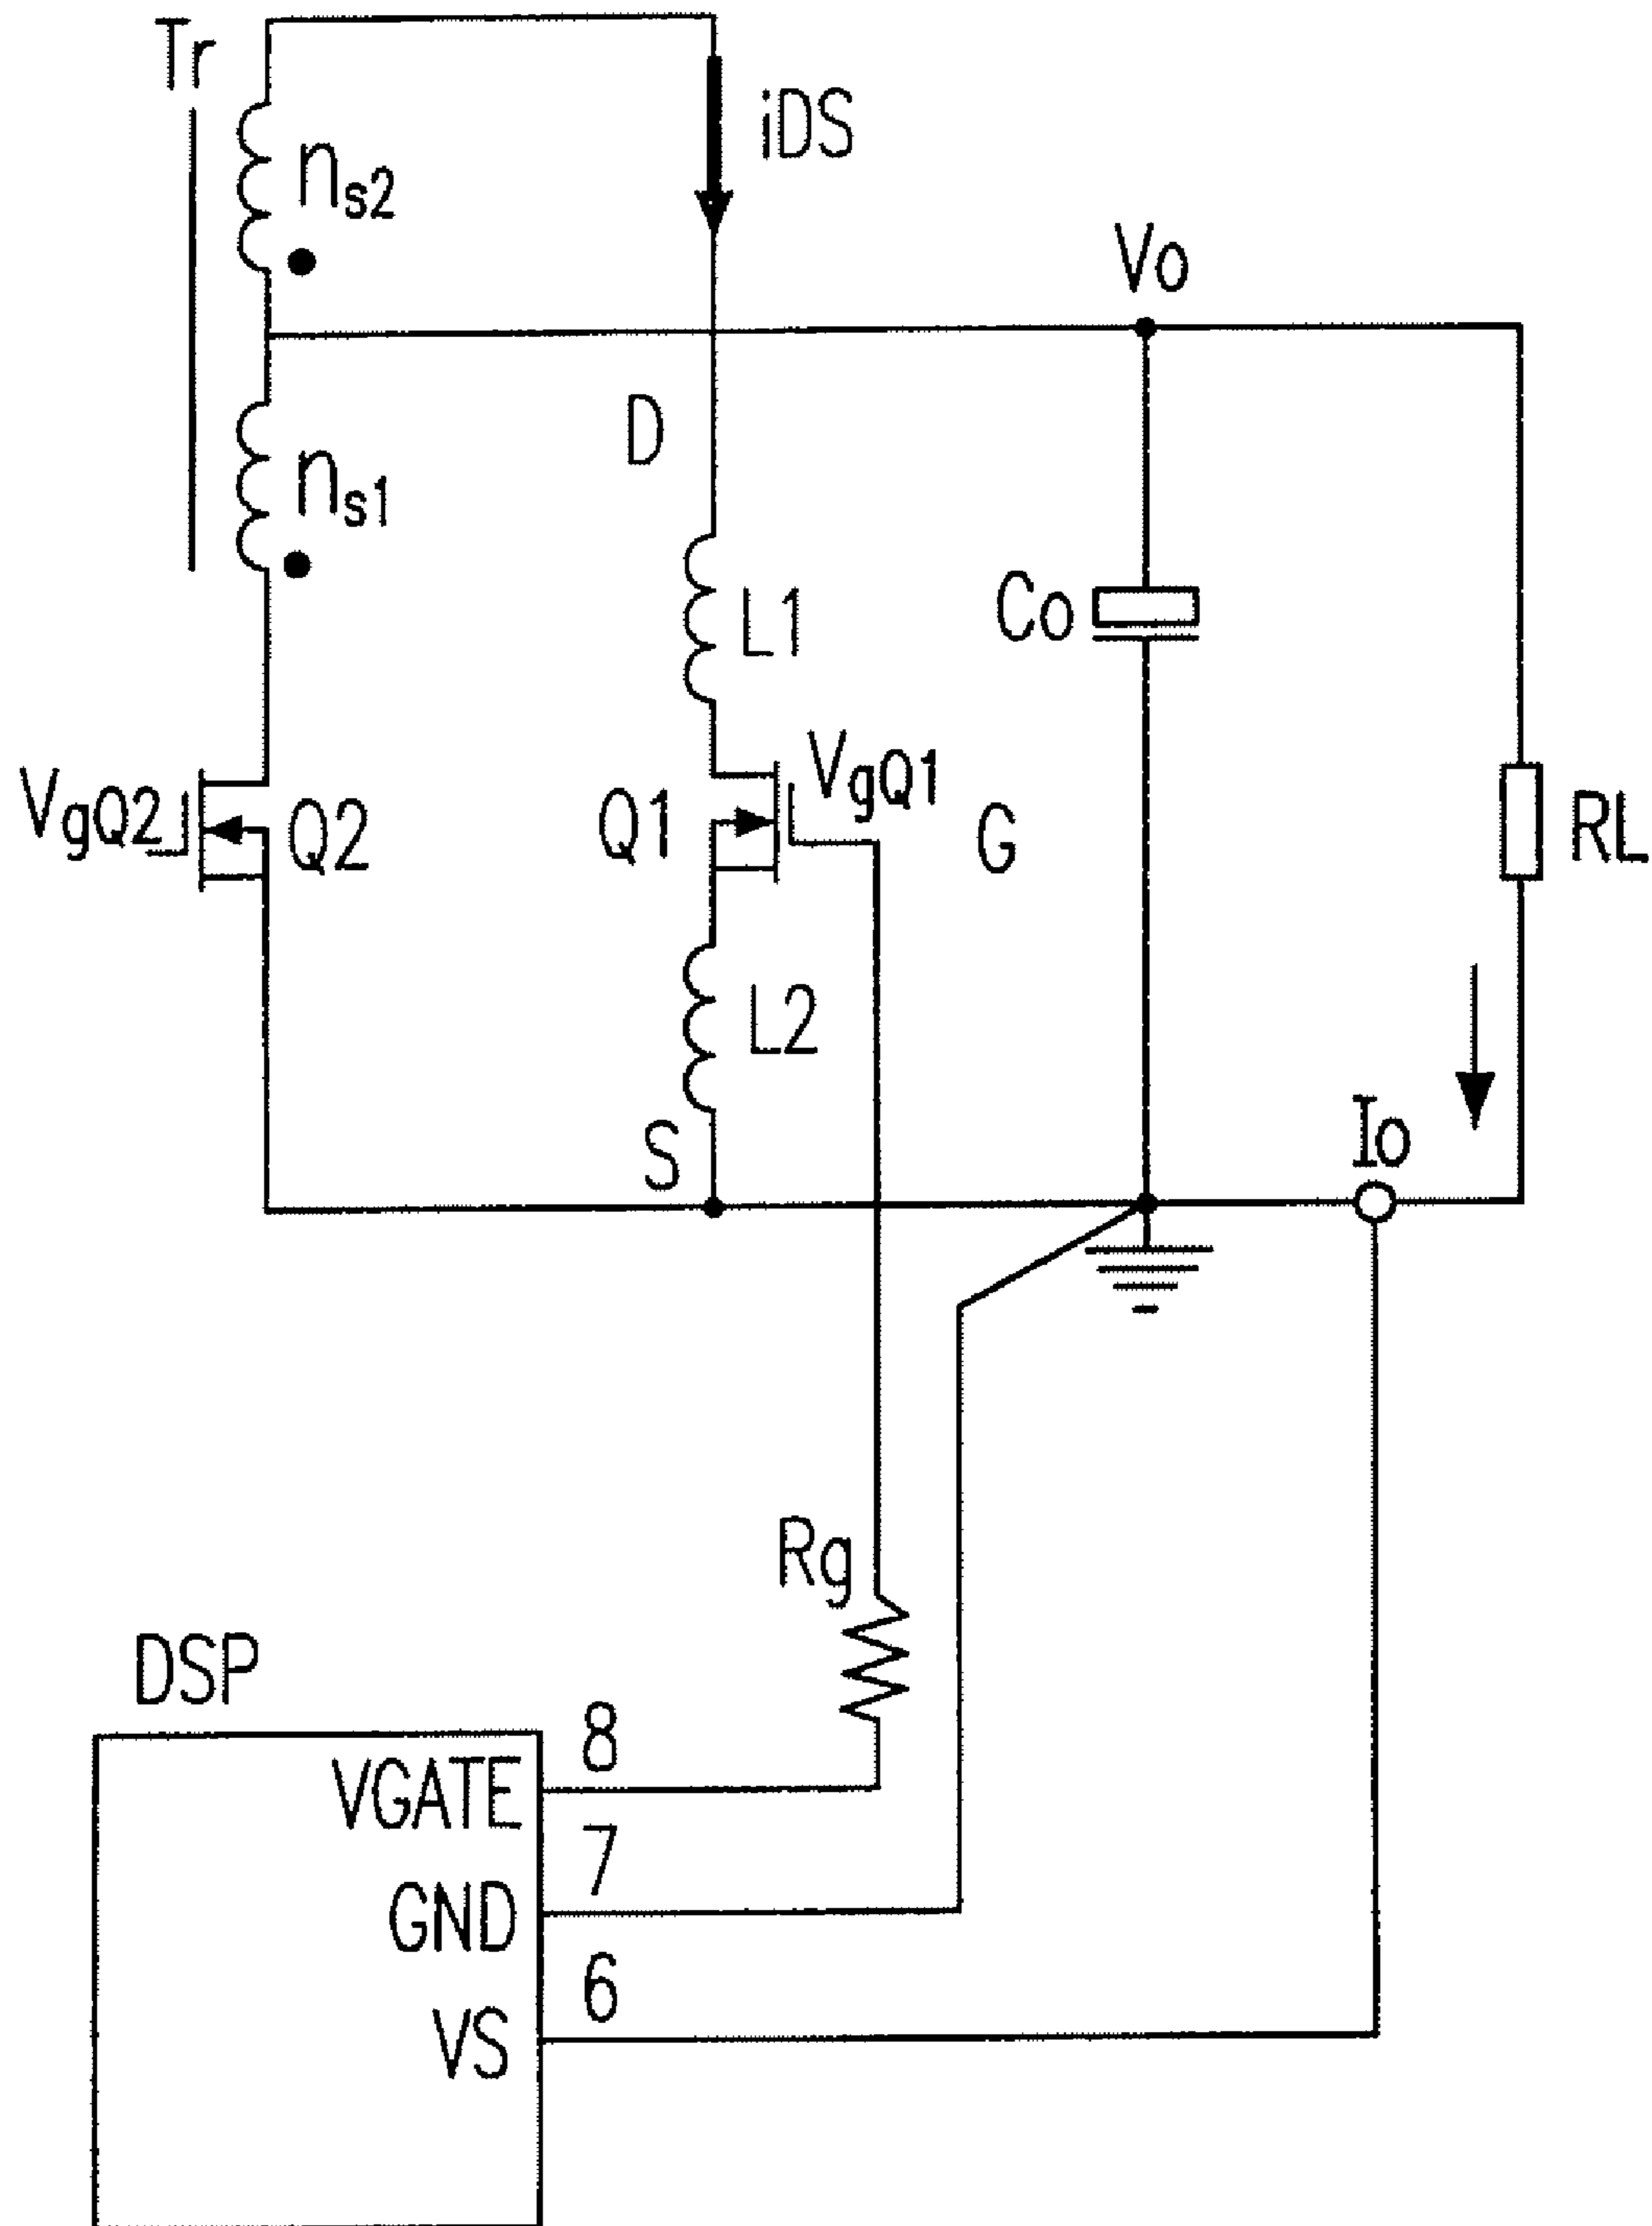 Tr
iDS
ns2
Vo
D
ns1
L1
Co
VgQ1
VgQ2
Q2
Q1
G
RL
L2
Io
S
Rg
DSP
8
VGATE
7
GND
6
VS